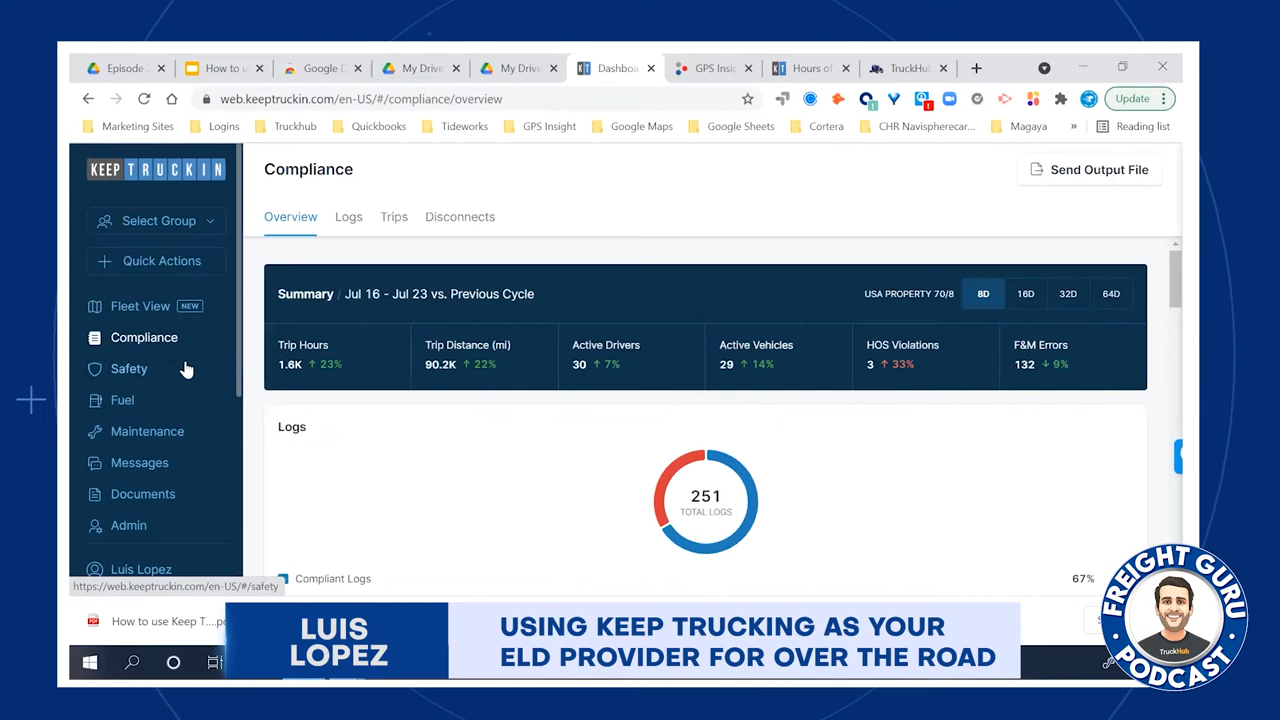 Episode
How to u
Google D
My Drive
My Drive
KT
Dashboa
GPS Insig
KT
Hours of
TruckHub
web.keeptruckin.com/en-US/#/compliance/overview
Update
Marketing Sites
Logins
Truckhub
Quickbooks
Tideworks
GPS Insight
Google Maps
Google Sheets
Cortera
CHR Navispherecar...
Magaya
»
Reading list
KEEP TRUCKIN
Select Group
Quick Actions
Fleet View NEW
Compliance
Safety
Fuel
Maintenance
Messages
Documents
Admin
Luis Lopez
https://web.keeptruckin.com/en-US/#/safety
Compliance
Send Output File
Overview Logs Trips Disconnects
Summary / Jul 16 - Jul 23 vs. Previous Cycle
USA PROPERTY 70/8 8D 16D 32D 64D
Trip Hours
1.6K ↑ 23%
Trip Distance (mi)
90.2K ↑ 22%
Active Drivers
30 ↑ 7%
Active Vehicles
29 ↑ 14%
HOS Violations
3 ↑ 33%
F&M Errors
132 ↓ 9%
Logs
251
TOTAL LOGS
Compliant Logs 67%
How to use Keep T....p
LUIS
LOPEZ
USING KEEP TRUCKING AS YOUR
ELD PROVIDER FOR OVER THE ROAD
FREIGHT GURU
TruckHub
PODCAST